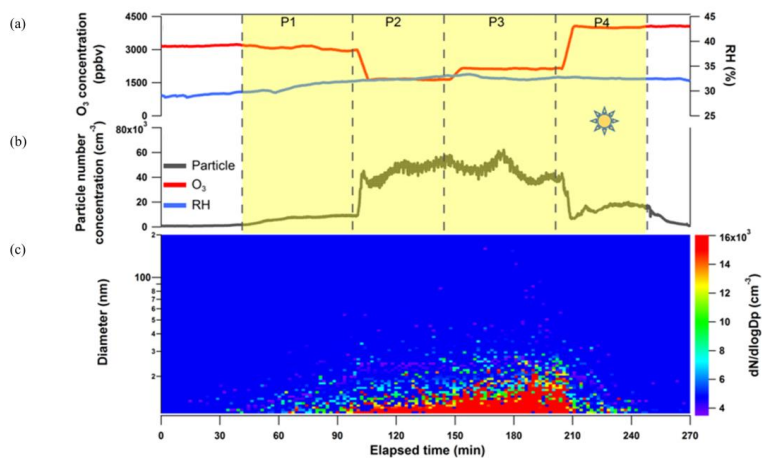 (a)
O₃ concentration
(ppbv)
4500
3000
1500
0
P1
P2
P3
P4
45
40
35
30
25
RH (%)
(b)
Particle number
concentration (cm⁻³)
80x10³
60
40
20
0
Particle
O₃
RH
(c)
Diameter (nm)
2
100
9
8
7
6
5
4
3
2
16x10³
14
12
10
8
6
4
dN/dlogDp (cm⁻³)
0
30
60
90
120
150
180
210
240
270
Elapsed time (min)